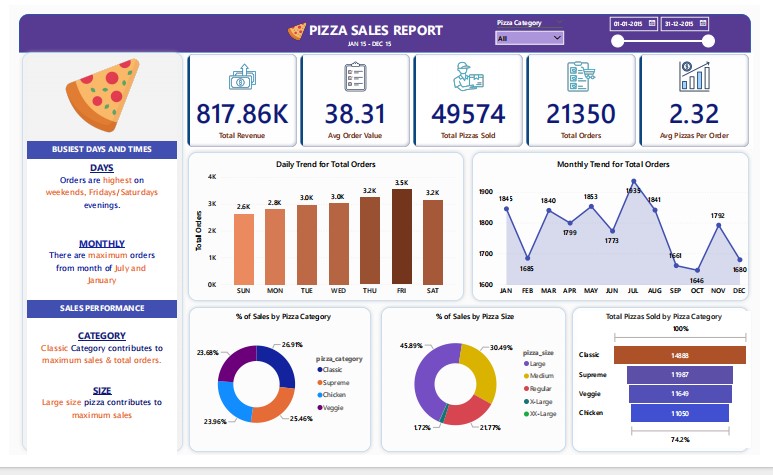 PIZZA SALES REPORT
JAN 15 - DEC 15
Pizza Category
All
01-01-2015
31-12-2015
BUSIEST DAYS AND TIMES
DAYS
Orders are highest on
weekends, Fridays/Saturdays
evenings.
MONTHLY
There are maximum orders
from month of July and
January
SALES PERFORMANCE
CATEGORY
Classic Category contributes to
maximum sales & total orders.
SIZE
Large size pizza contributes to
maximum sales
817.86K
Total Revenue
38.31
Avg Order Value
49574
Total Pizzas Sold
21350
Total Orders
2.32
Avg Pizzas Per Order
Daily Trend for Total Orders
Total Orders
4K
3K
2K
1K
0K
2.6K
2.8K
3.0K
3.0K
3.2K
3.5K
3.2K
SUN MON TUE WED THU FRI SAT
Monthly Trend for Total Orders
1900
1800
1700
1600
1845
1685
1840
1799
1853
1773
1935
1841
1661
1646
1792
1680
JAN FEB MAR APR MAY JUN JUL AUG SEP OCT NOV DEC
% of Sales by Pizza Category
26.91%
25.46%
23.96%
23.68%
pizza_category
Classic
Supreme
Chicken
Veggie
% of Sales by Pizza Size
45.89%
30.49%
21.77%
1.72%
pizza_size
Large
Medium
Regular
X-Large
XX-Large
Total Pizzas Sold by Pizza Category
100%
Classic 14888
Supreme 11987
Veggie 11649
Chicken 11050
74.2%